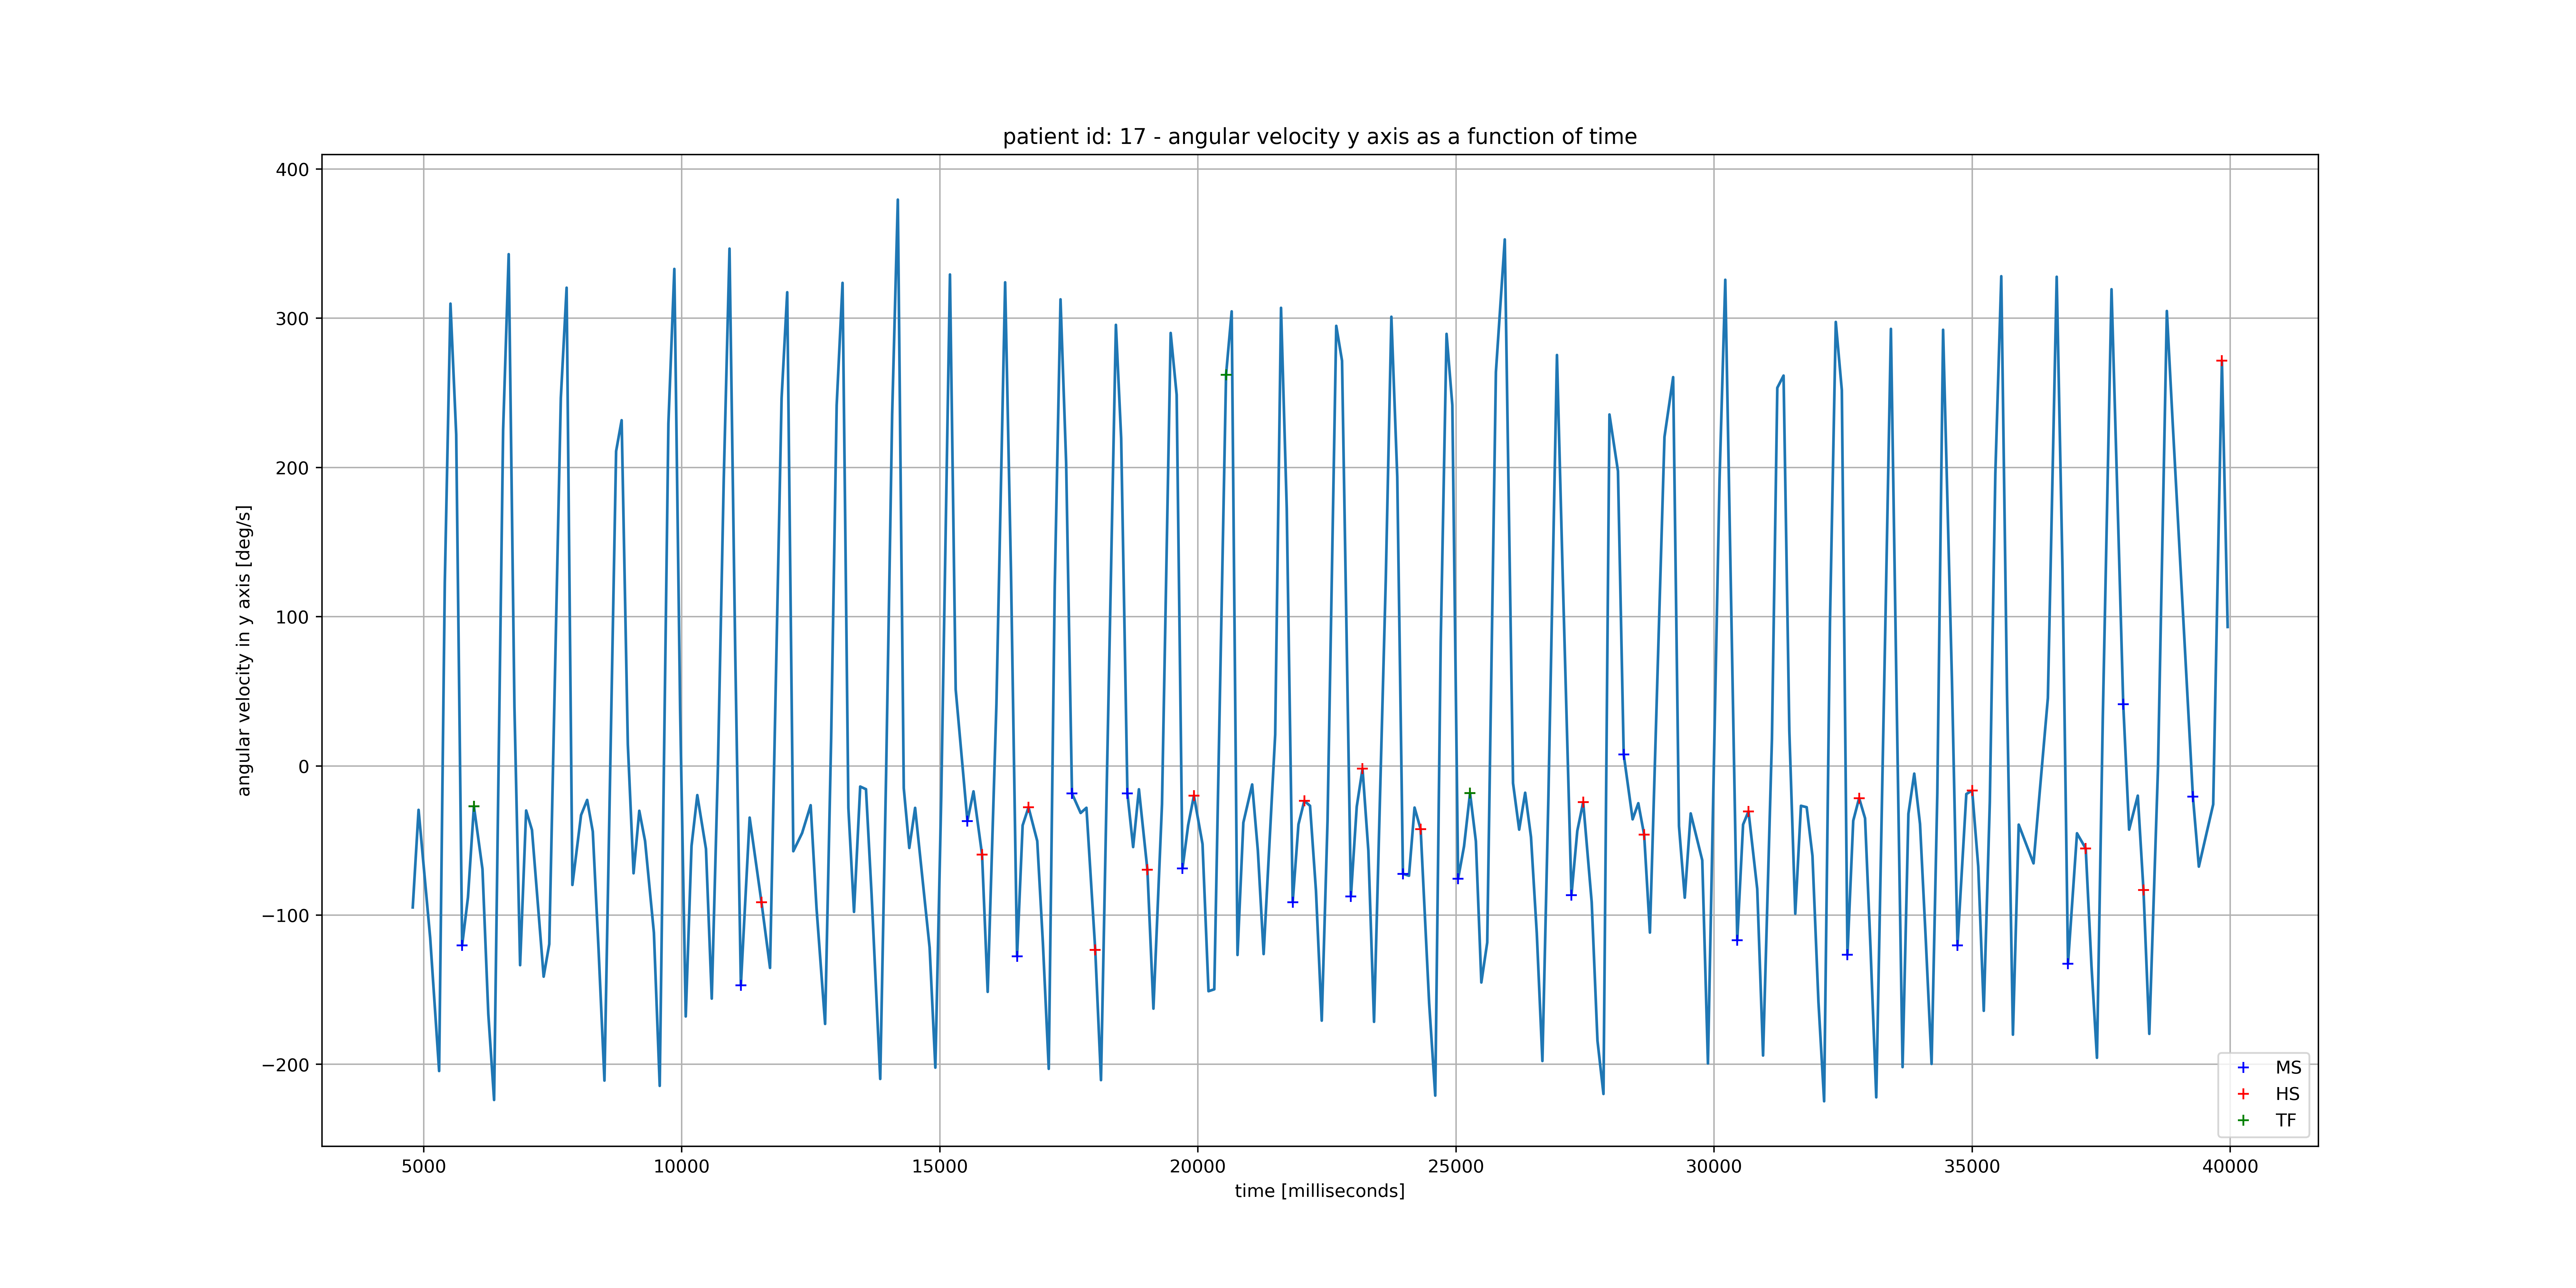 patient id: 17 - angular velocity y axis as a function of time
angular velocity in y axis [deg/s]
400
300
200
100
0
−100
−200
5000
10000
15000
20000
25000
30000
35000
40000
time [milliseconds]
MS
HS
TF